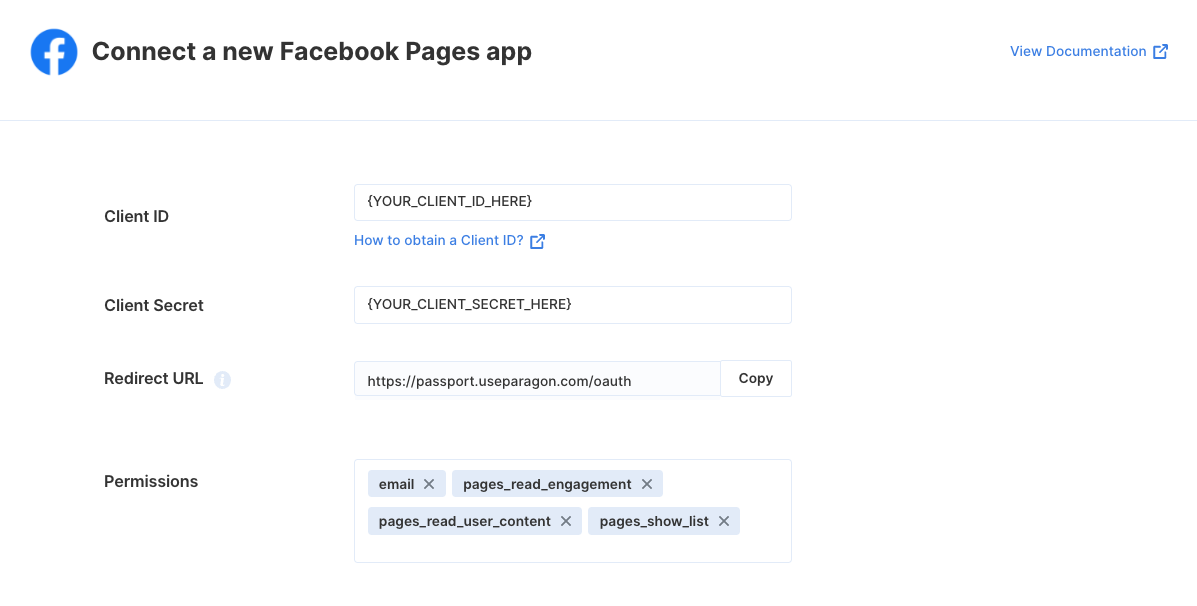 Connect a new Facebook Pages app
View Documentation
Client ID
{YOUR_CLIENT_ID_HERE}
How to obtain a Client ID?
Client Secret
{YOUR_CLIENT_SECRET_HERE}
Redirect URL
https://passport.useparagon.com/oauth
Copy
Permissions
email
pages_read_engagement
pages_read_user_content
pages_show_list